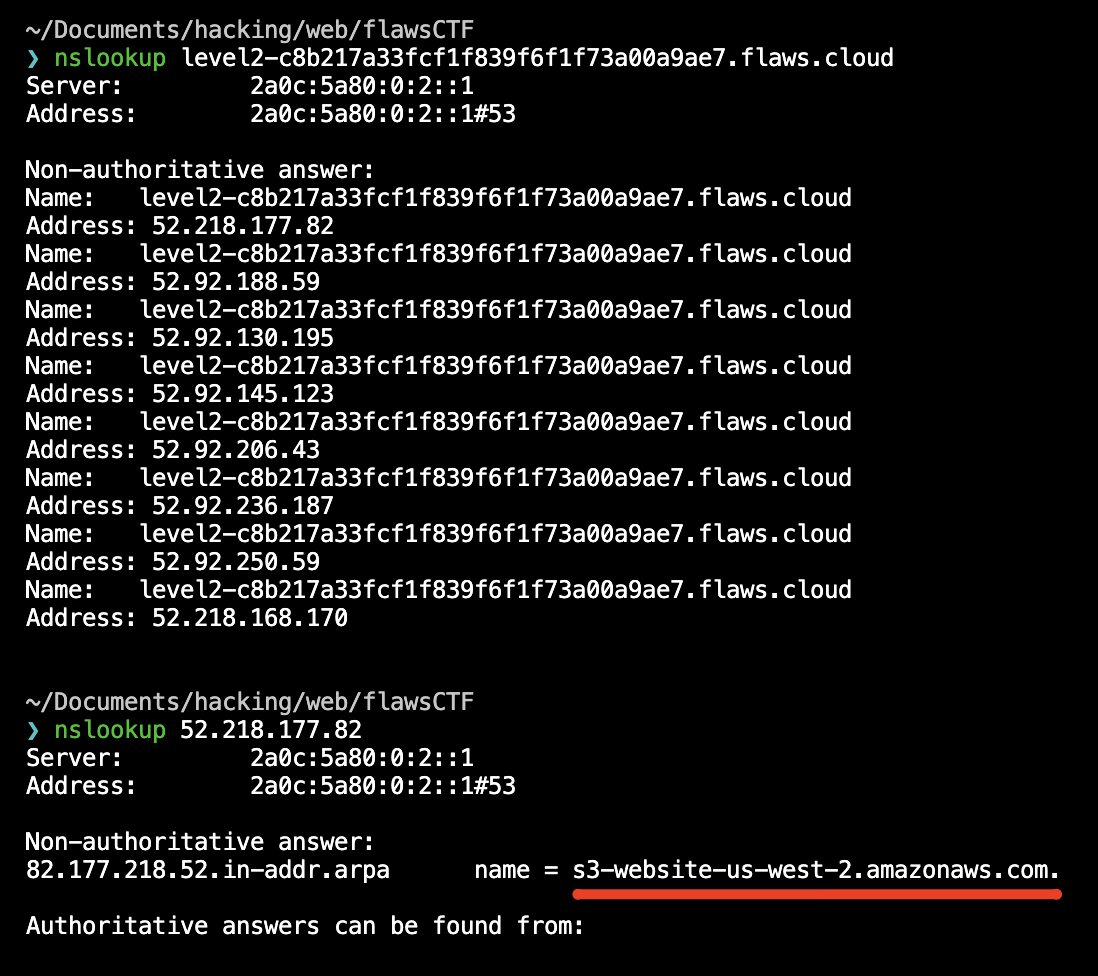 ~/Documents/hacking/web/flawsCTF
❯ nslookup level2-c8b217a33fcf1f839f6f1f73a00a9ae7.flaws.cloud
Server:         2a0c:5a80:0:2::1
Address:        2a0c:5a80:0:2::1#53
Non-authoritative answer:
Name:   level2-c8b217a33fcf1f839f6f1f73a00a9ae7.flaws.cloud
Address: 52.218.177.82
Name:   level2-c8b217a33fcf1f839f6f1f73a00a9ae7.flaws.cloud
Address: 52.92.188.59
Name:   level2-c8b217a33fcf1f839f6f1f73a00a9ae7.flaws.cloud
Address: 52.92.130.195
Name:   level2-c8b217a33fcf1f839f6f1f73a00a9ae7.flaws.cloud
Address: 52.92.145.123
Name:   level2-c8b217a33fcf1f839f6f1f73a00a9ae7.flaws.cloud
Address: 52.92.206.43
Name:   level2-c8b217a33fcf1f839f6f1f73a00a9ae7.flaws.cloud
Address: 52.92.236.187
Name:   level2-c8b217a33fcf1f839f6f1f73a00a9ae7.flaws.cloud
Address: 52.92.250.59
Name:   level2-c8b217a33fcf1f839f6f1f73a00a9ae7.flaws.cloud
Address: 52.218.168.170
~/Documents/hacking/web/flawsCTF
❯ nslookup 52.218.177.82
Server:         2a0c:5a80:0:2::1
Address:        2a0c:5a80:0:2::1#53
Non-authoritative answer:
82.177.218.52.in-addr.arpa      name = s3-website-us-west-2.amazonaws.com.
Authoritative answers can be found from: